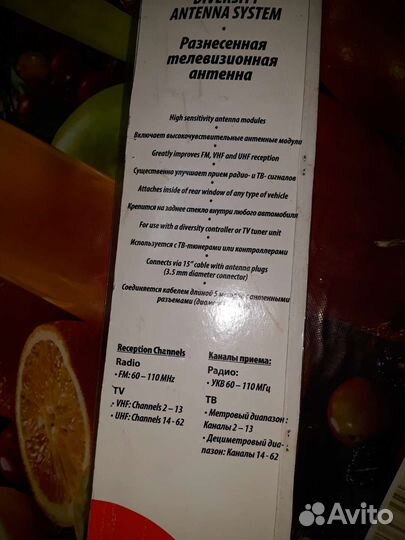 DIVERSITY
ANTENNA SYSTEM
•
Разнесенная
телевизионная
антенна
High sensitivity antenna modules
•
Включает высокочувствительные антенные модули
•
Greatly improves FM, VHF and UHF reception
•
Существенно улучшает прием радио- и ТВ- сигналов
•
Attaches inside of rear window of any type of vehicle
•
Крепится на заднее стекло внутри любого автомобиля
•
For use with a diversity controller or TV tuner unit
•
Используется с ТВ-тюнерами или контроллерами
•
Connects via 15" cable with antenna plugs
(3.5 mm diameter connector)
•
Соединяется кабелем длиной 5 с антенными
разъемами
Reception Channels
Radio
• FM: 60 – 110 MHz
TV
• VHF: Channels 2 – 13
• UHF: Channels 14 - 62
Каналы приема:
Радио:
• УКВ 60 – 110 МГц
ТВ
• Метровый диапазон :
Каналы 2 – 13
• Дециметровый диа-
пазон: Каналы 14 - 62
Avito